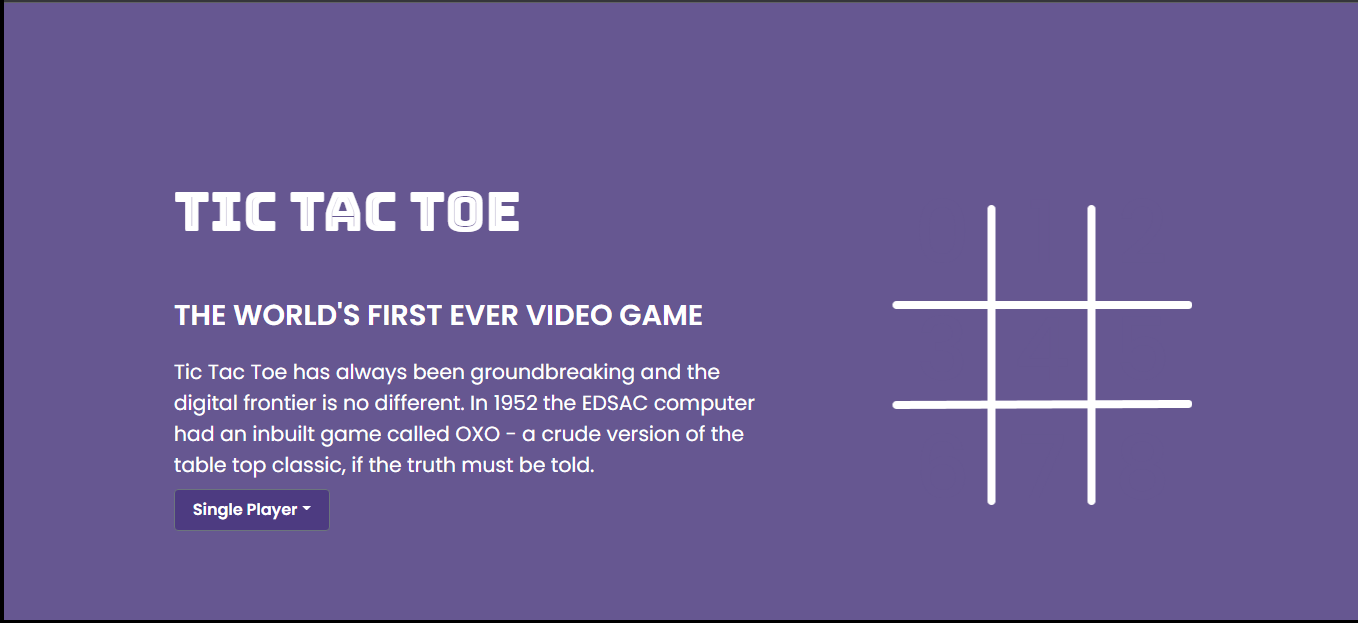 TIC TAC TOE
THE WORLD'S FIRST EVER VIDEO GAME
Tic Tac Toe has always been groundbreaking and the
digital frontier is no different. In 1952 the EDSAC computer
had an inbuilt game called OXO - a crude version of the
table top classic, if the truth must be told.
Single Player